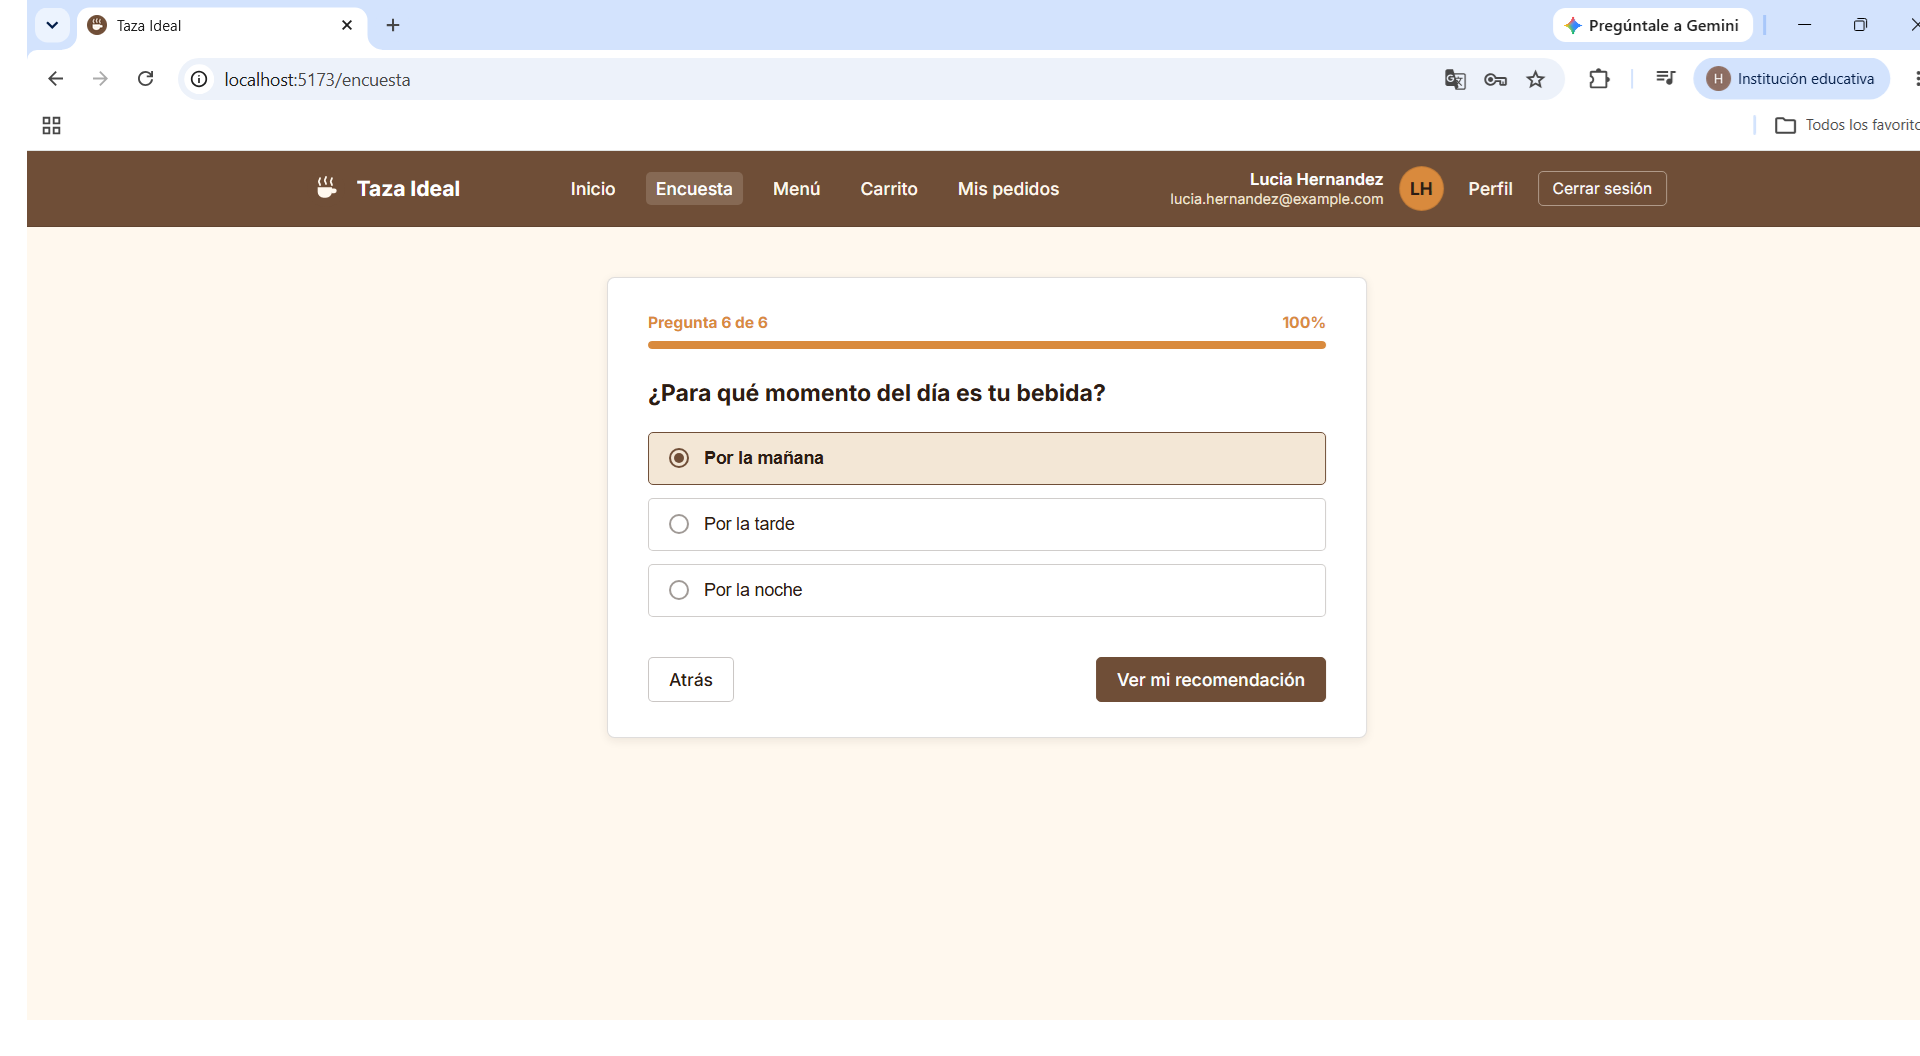 Taza Ideal
Pregúntale a Gemini
localhost:5173/encuesta
H Institución educativa
Todos los favorito
Taza Ideal
Inicio
Encuesta
Menú
Carrito
Mis pedidos
Lucia Hernandez
lucia.hernandez@example.com
LH
Perfil
Cerrar sesión
Pregunta 6 de 6
100%
¿Para qué momento del día es tu bebida?
Por la mañana
Por la tarde
Por la noche
Atrás
Ver mi recomendación